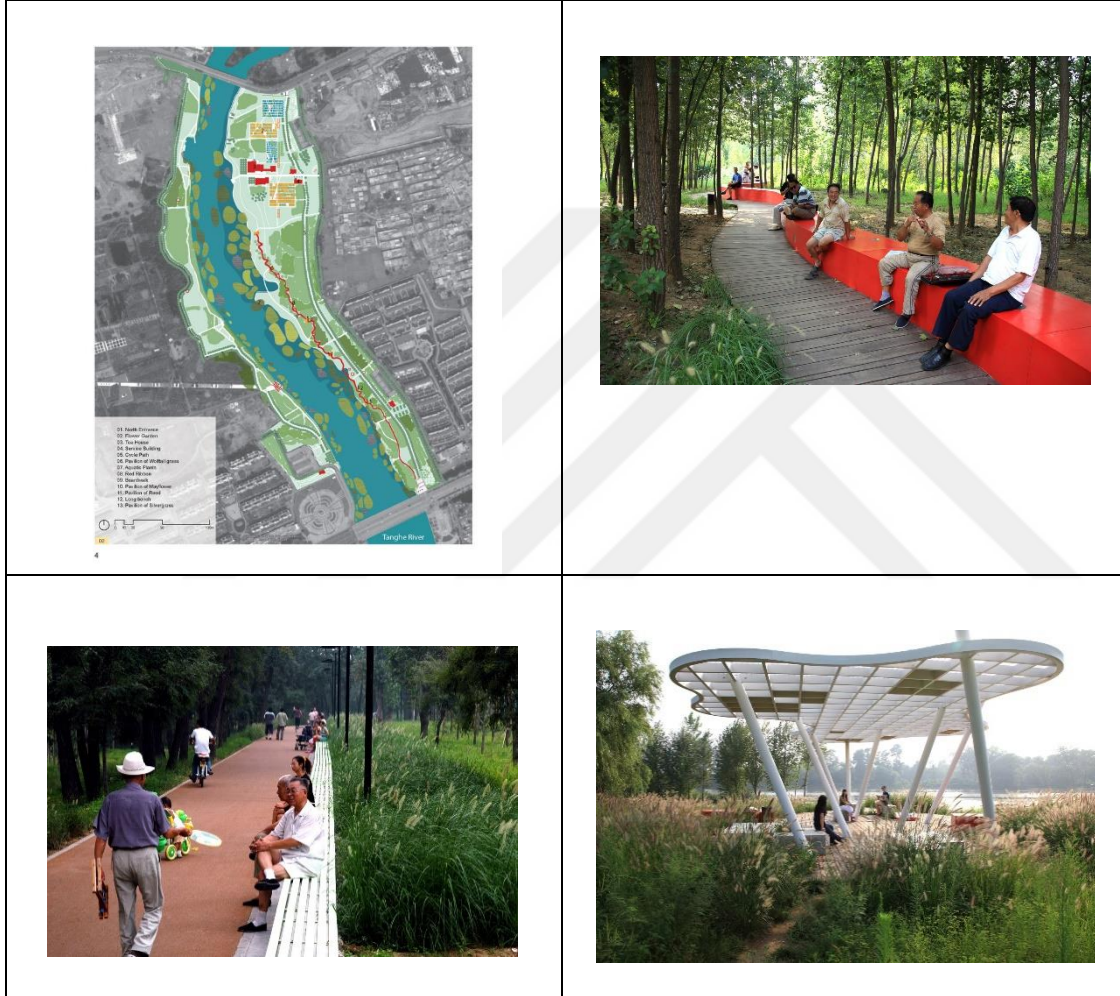 01. North Entrance
02. Flower Garden
03. Tea House
04. Service Building
05. Cycle Path
06. Pavilion of Wolftailgrass
07. Aquatic Plants
08. Red Ribbon
09. Boardwalk
10. Pavilion of Mayflower
11. Pavilion of Reed
12. Long bench
13. Pavilion of Silvergrass
Tanghe River
4